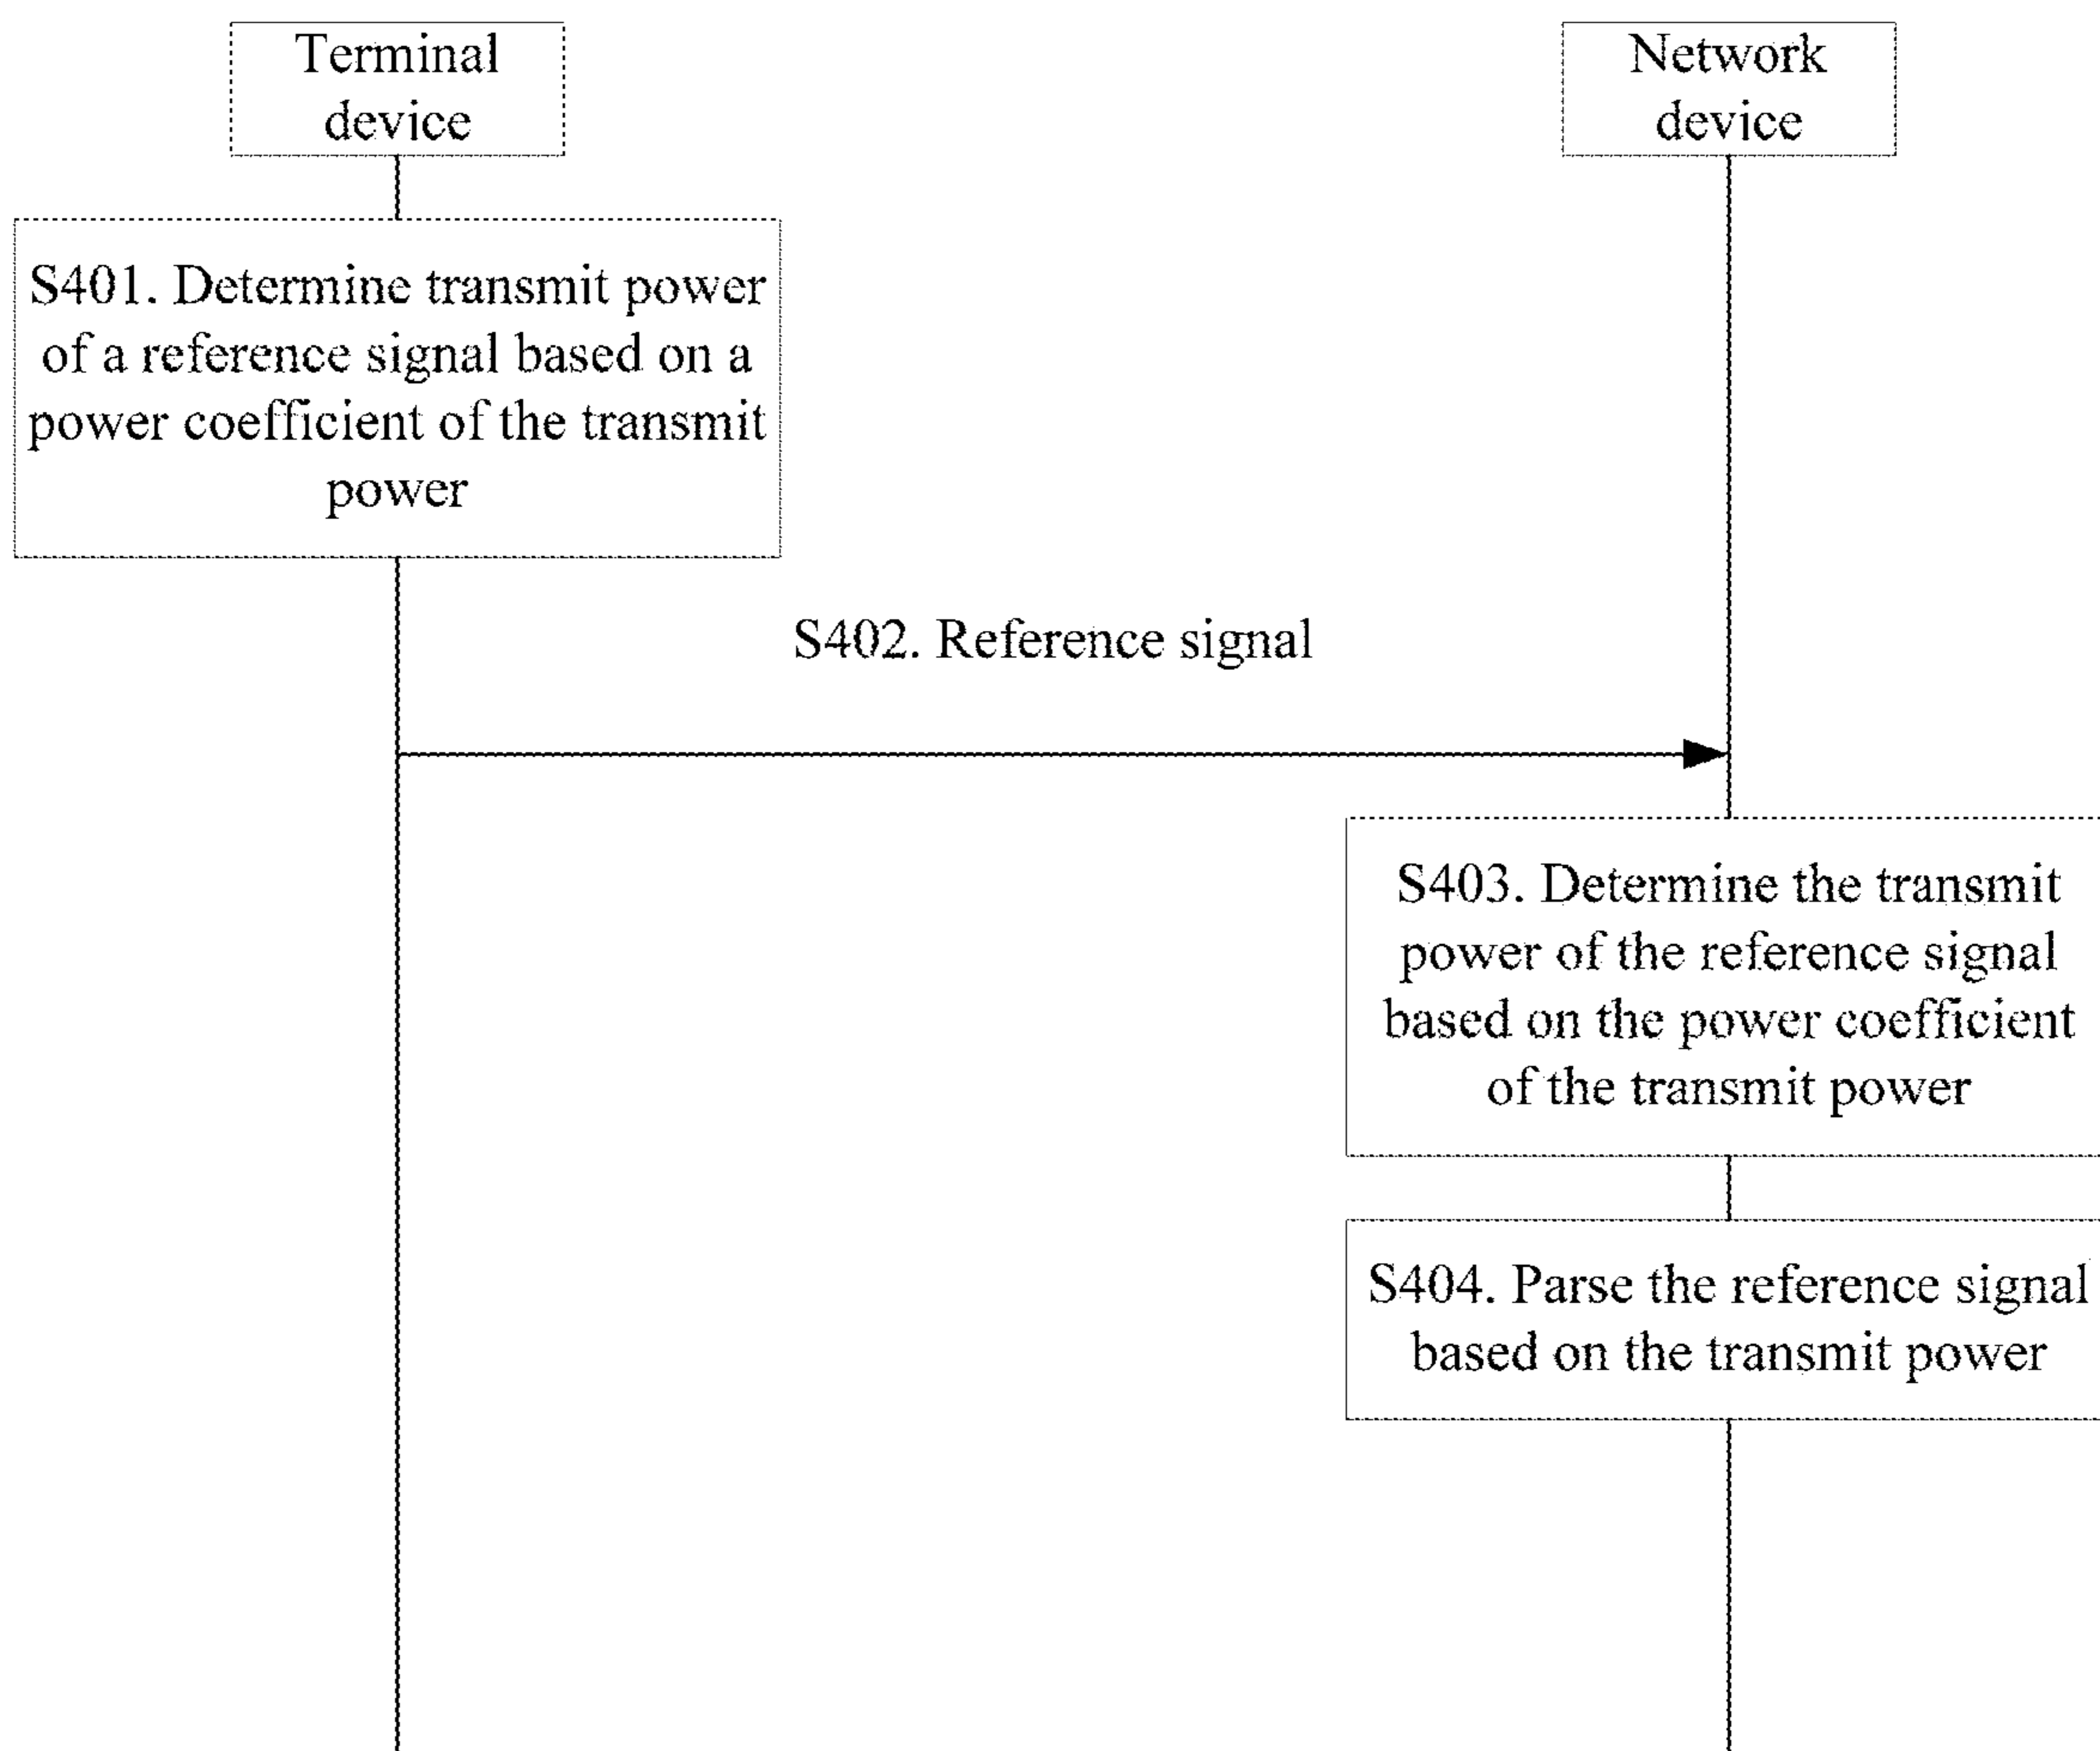 Terminal
device
Network
device
S401. Determine transmit power
of a reference signal based on a
power coefficient of the transmit
power
S402. Reference signal
S403. Determine the transmit
power of the reference signal
based on the power coefficient
of the transmit power
S404. Parse the reference signal
based on the transmit power